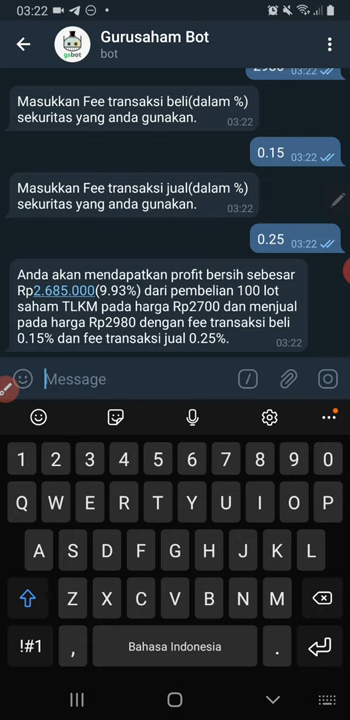 03:22
Gurusaham Bot
bot
gsbot
Masukkan Fee transaksi beli(dalam %)
sekuritas yang anda gunakan.
03:22
0.15 03:22
Masukkan Fee transaksi jual(dalam %)
sekuritas yang anda gunakan.
03:22
0.25 03:22
Anda akan mendapatkan profit bersih sebesar
Rp2.685.000(9.93%) dari pembelian 100 lot
saham TLKM pada harga Rp2700 dan menjual
pada harga Rp2980 dengan fee transaksi beli
0.15% dan fee transaksi jual 0.25%.
03:22
Message
1 2 3 4 5 6 7 8 9 0
Q W E R T Y U I O P
A S D F G H J K L
Z X C V B N M
!#1 , Bahasa Indonesia .